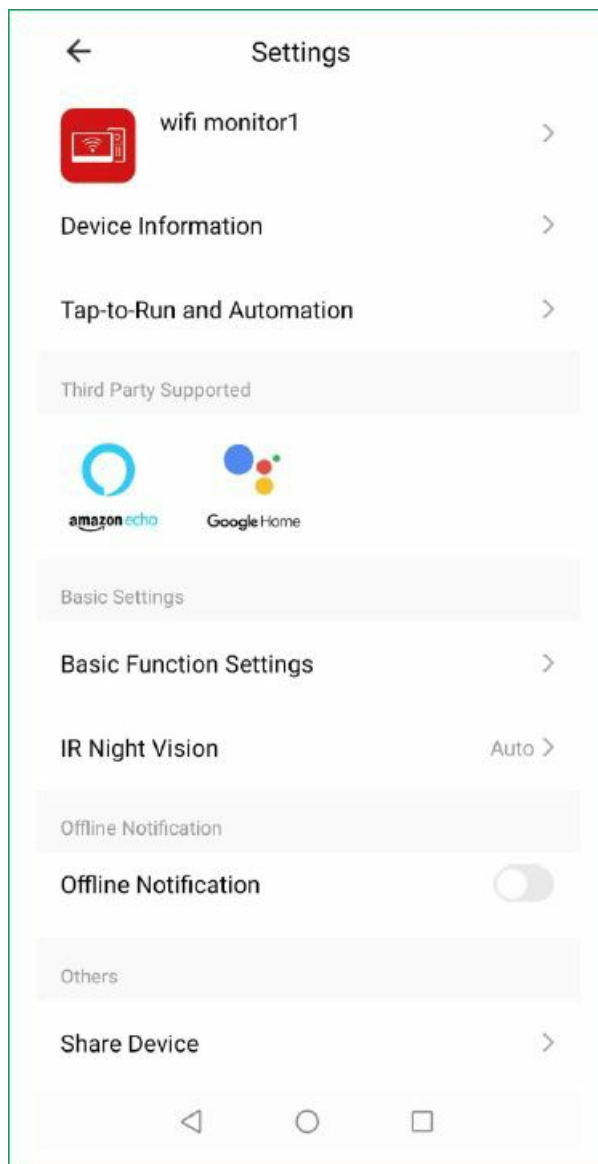 Settings
wifi monitor1
Device Information
Tap-to-Run and Automation
Third Party Supported
amazon echo
Google Home
Basic Settings
Basic Function Settings
IR Night Vision
Auto
Offline Notification
Offline Notification
Others
Share Device